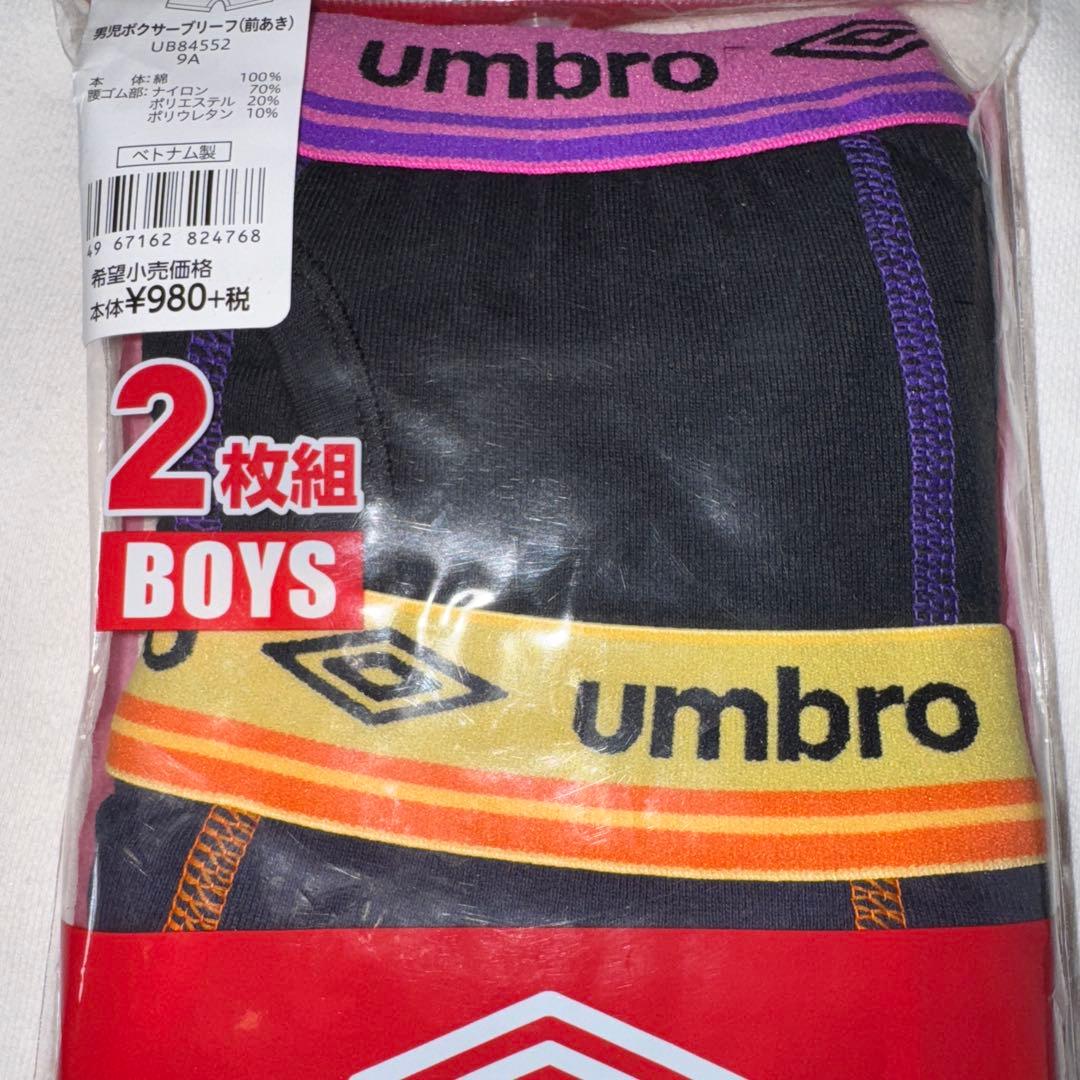 男児ボクサーブリーフ(前あき)
UB84552
9A
本 体:綿 100%
腰ゴム部:ナイロン 70%
ポリエステル 20%
ポリウレタン 10%
ベトナム製
49 67162 824768
希望小売価格
本体¥980+税
umbro
2枚組
BOYS
umbro